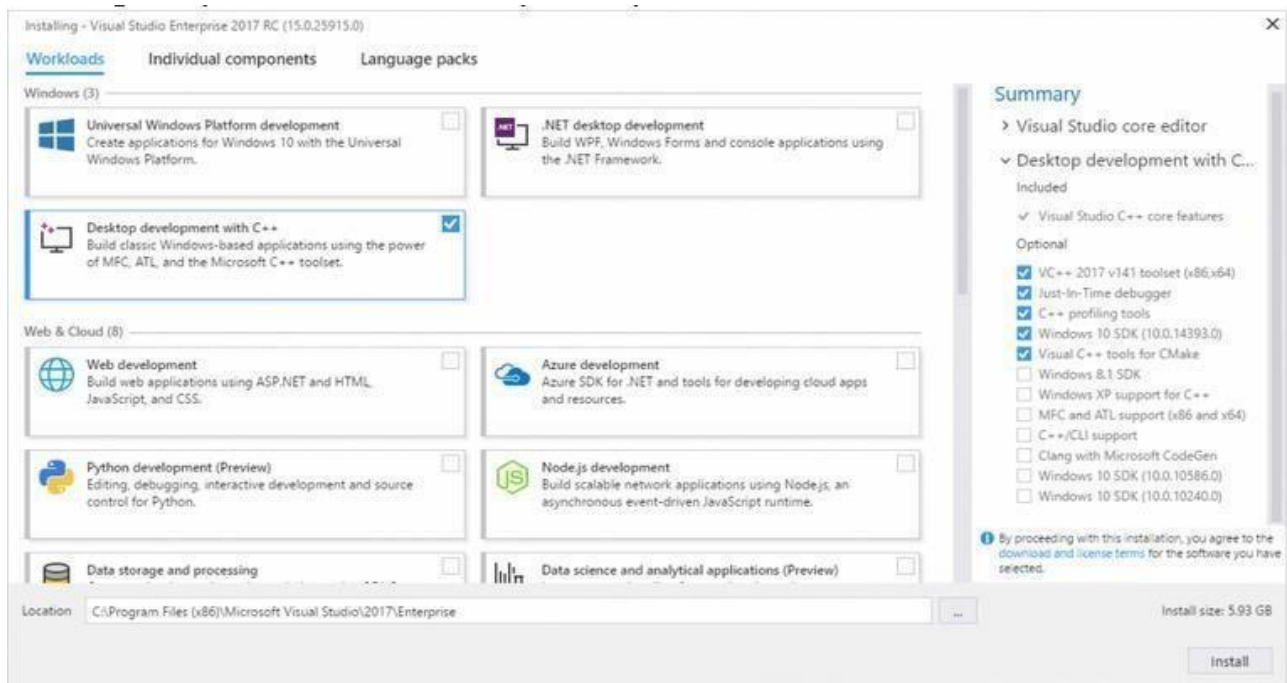 Installing - Visual Studio Enterprise 2017 RC (15.0.25915.0)
Workloads Individual components Language packs
Windows (3)
Universal Windows Platform development
Create applications for Windows 10 with the Universal
Windows Platform.
.NET
.NET desktop development
Build WPF, Windows Forms and console applications using
the .NET Framework.
Desktop development with C++
Build classic Windows-based applications using the power
of MFC, ATL, and the Microsoft C++ toolset.
Web & Cloud (8)
Web development
Build web applications using ASP.NET and HTML,
JavaScript, and CSS.
Azure development
Azure SDK for .NET and tools for developing cloud apps
and resources.
Python development (Preview)
Editing, debugging, interactive development and source
control for Python.
JS
Node.js development
Build scalable network applications using Node.js, an
asynchronous event-driven JavaScript runtime.
Data storage and processing
Data science and analytical applications (Preview)
Summary
Visual Studio core editor
Desktop development with C...
Included
Visual Studio C++ core features
Optional
VC++ 2017 v141 toolset (x86,x64)
Just-In-Time debugger
C++ profiling tools
Windows 10 SDK (10.0.14393.0)
Visual C++ tools for CMake
Windows 8.1 SDK
Windows XP support for C++
MFC and ATL support (x86 and x64)
C++/CLI support
Clang with Microsoft CodeGen
Windows 10 SDK (10.0.10586.0)
Windows 10 SDK (10.0.10240.0)
By proceeding with this installation, you agree to the
download and license terms for the software you have
selected.
Location C:\Program Files (x86)\Microsoft Visual Studio\2017\Enterprise ... Install size: 5.93 GB
Install